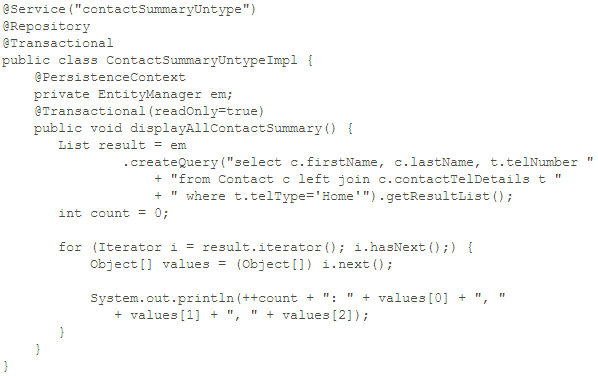 @Service("contactSummaryUntype")
@Repository
@Transactional
public class ContactSummaryUntypeImpl {
    @PersistenceContext
    private EntityManager em;
    @Transactional(readOnly=true)
    public void displayAllContactSummary() {
       List result = em
               .createQuery("select c.firstName, c.lastName, t.telNumber "
                   + "from Contact c left join c.contactTelDetails t "
                   + " where t.telType='Home'").getResultList();
       int count = 0;

       for (Iterator i = result.iterator(); i.hasNext();) {
           Object[] values = (Object[]) i.next();

           System.out.println(++count + ": " + values[0] + ", "
              + values[1] + ", " + values[2]);
       }
    }
}